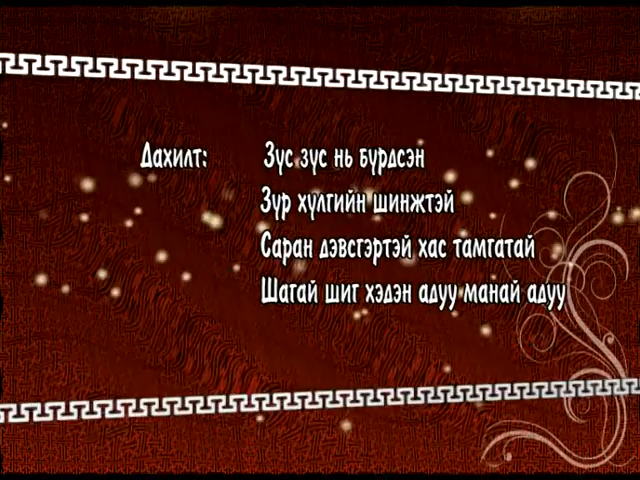 Дахилт: Зүс зүс нь бүрдсэн
Зүр хүлгийн шинжтэй
Саран дэвсгэртэй хас тамгатай
Шагай шиг хэдэн адуу манай адуу